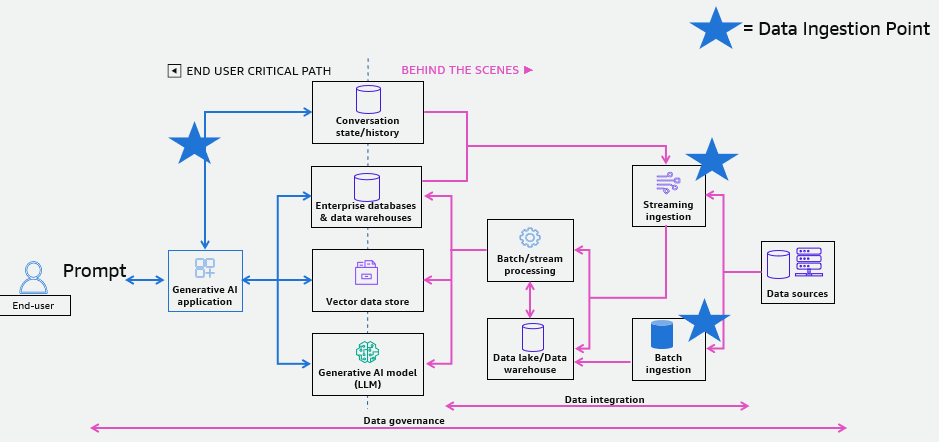 = Data Ingestion Point
END USER CRITICAL PATH
BEHIND THE SCENES
Conversation
state/history
Enterprise databases
& data warehouses
Streaming
ingestion
Prompt
End-user
Generative AI
application
Vector data store
Batch/stream
processing
Data sources
Generative AI model
(LLM)
Data lake/Data
warehouse
Batch
ingestion
Data integration
Data governance